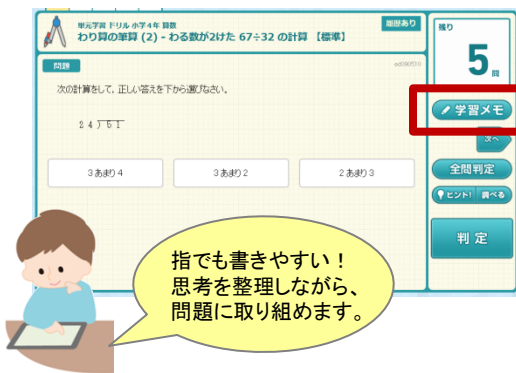 単元学習 ドリル 小学4年 算数
わり算の筆算 (2) - わる数が2けた 67÷32 の計算 【標準】
履歴あり
残り
5問
問題
次の計算をして, 正しい答えを下から選びなさい。
24)51
学習メモ
次へ
3あまり4
3あまり2
2あまり3
全問判定
ヒント! 調べる
判定
指でも書きやすい！
思考を整理しながら、
問題に取り組めます。